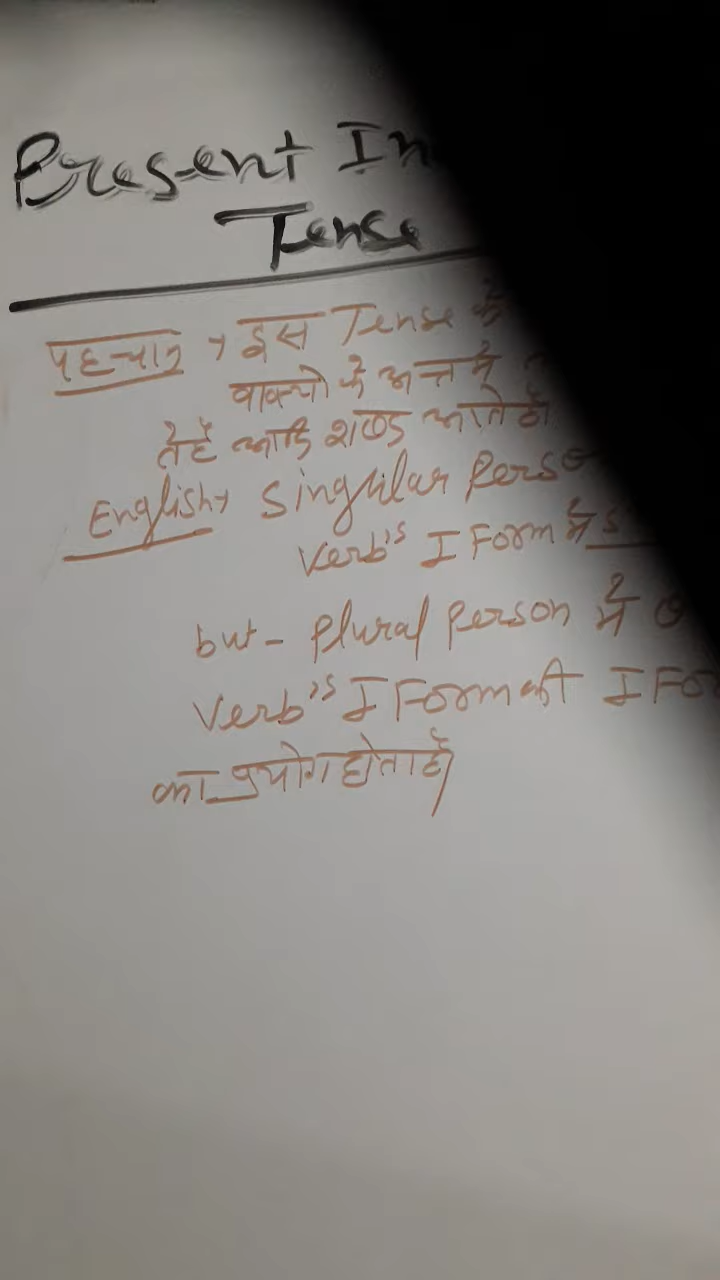 Present In
Tense
पहचान → इस Tense के
वाक्यो के अन्त में
ते हैं आदि शब्द आते हैं
English → Singular Perso
Verb's I Form में
but - Plural Person में
Verb's I Form I Fo
का प्रयोग होता है।